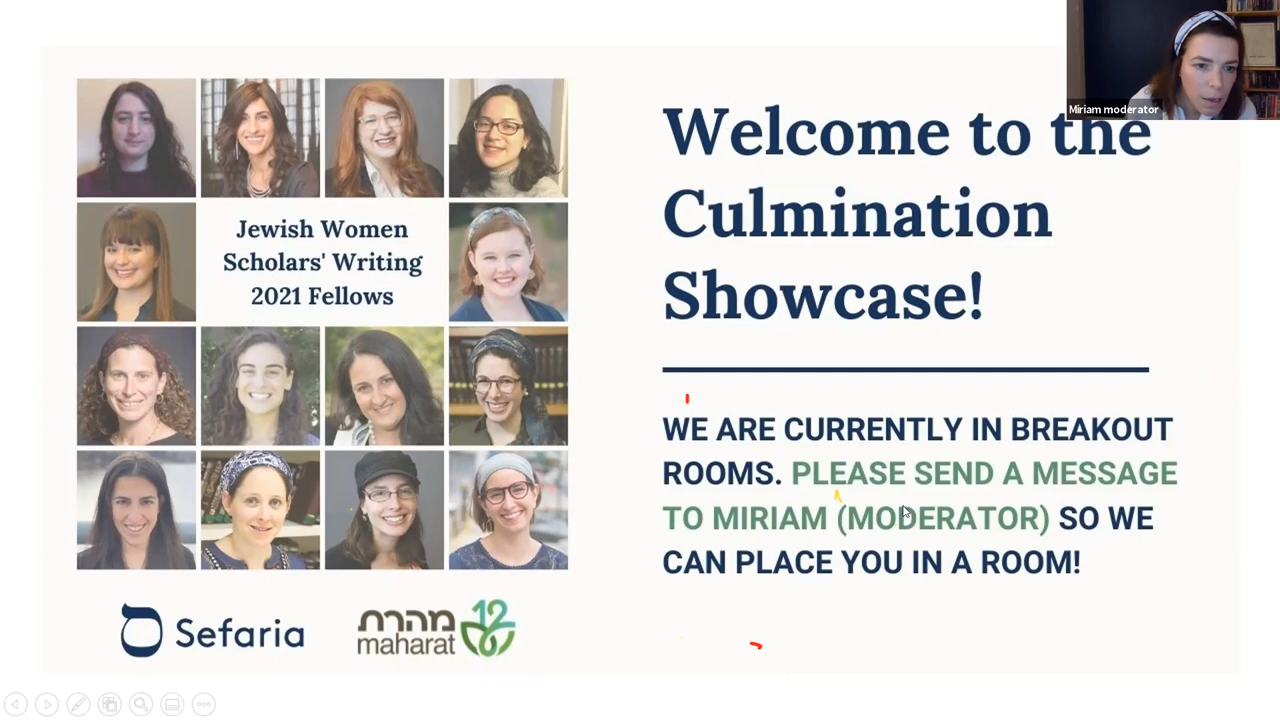 Miriam moderator
Jewish Women
Scholars' Writing
2021 Fellows
Welcome to the
Culmination
Showcase!
WE ARE CURRENTLY IN BREAKOUT
ROOMS. PLEASE SEND A MESSAGE
TO MIRIAM (MODERATOR) SO WE
CAN PLACE YOU IN A ROOM!
Sefaria
מהרת
maharat
12